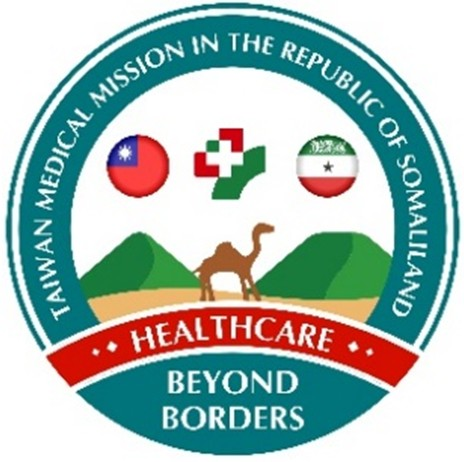 TAIWAN MEDICAL MISSION IN THE REPUBLIC OF SOMALILAND
HEALTHCARE
BEYOND
BORDERS